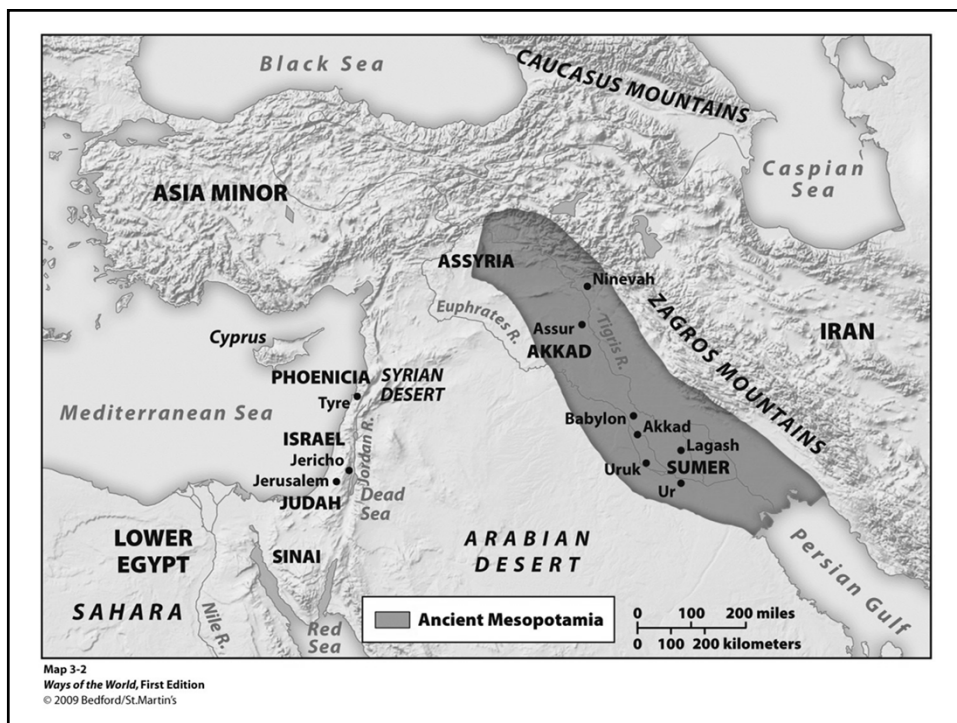 Black Sea
CAUCASUS MOUNTAINS
Caspian
Sea
ASIA MINOR
ASSYRIA
Ninevah
Euphrates R.
Tigris R.
ZAGROS MOUNTAINS
IRAN
Cyprus
Assur
AKKAD
PHOENICIA
Tyre
SYRIAN
DESERT
Mediterranean Sea
Babylon
Akkad
Lagash
ISRAEL
Jericho
Jordan R.
Uruk
SUMER
Jerusalem
JUDAH
Dead
Sea
Ur
LOWER
EGYPT
SINAI
ARABIAN
DESERT
Persian Gulf
SAHARA
Nile R.
Red
Sea
Ancient Mesopotamia
0 100 200 miles
0 100 200 kilometers
Map 3-2
Ways of the World, First Edition
© 2009 Bedford/St.Martin's